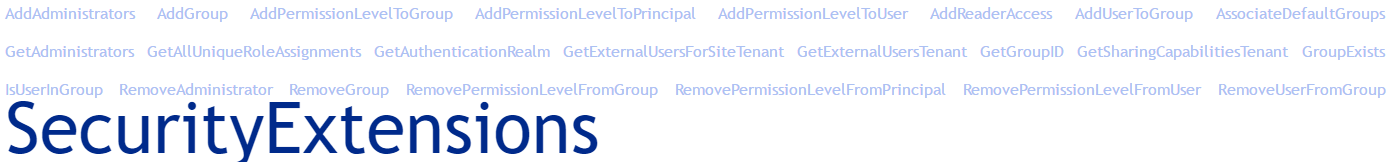 AddAdministrators AddGroup AddPermissionLevelToGroup AddPermissionLevelToPrincipal AddPermissionLevelToUser AddReaderAccess AddUserToGroup AssociateDefaultGroups
GetAdministrators GetAllUniqueRoleAssignments GetAuthenticationRealm GetExternalUsersForSiteTenant GetExternalUsersTenant GetGroupID GetSharingCapabilitiesTenant GroupExists
IsUserInGroup RemoveAdministrator RemoveGroup RemovePermissionLevelFromGroup RemovePermissionLevelFromPrincipal RemovePermissionLevelFromUser RemoveUserFromGroup
SecurityExtensions